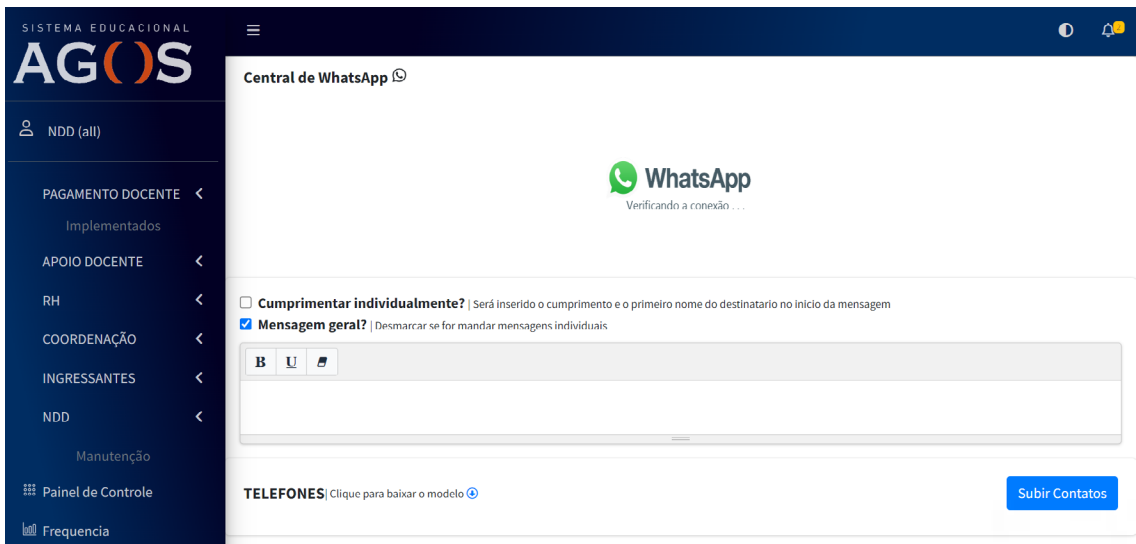 SISTEMA EDUCACIONAL
AGOS
NDD (all)
PAGAMENTO DOCENTE
Implementados
APOIO DOCENTE
RH
COORDENAÇÃO
INGRESSANTES
NDD
Manutenção
Painel de Controle
Frequencia
Central de WhatsApp
WhatsApp
Verificando a conexão . . .
Cumprimentar individualmente? | Será inserido o cumprimento e o primeiro nome do destinatario no inicio da mensagem
Mensagem geral? | Desmarcar se for mandar mensagens individuais
B U
TELEFONES| Clique para baixar o modelo
Subir Contatos